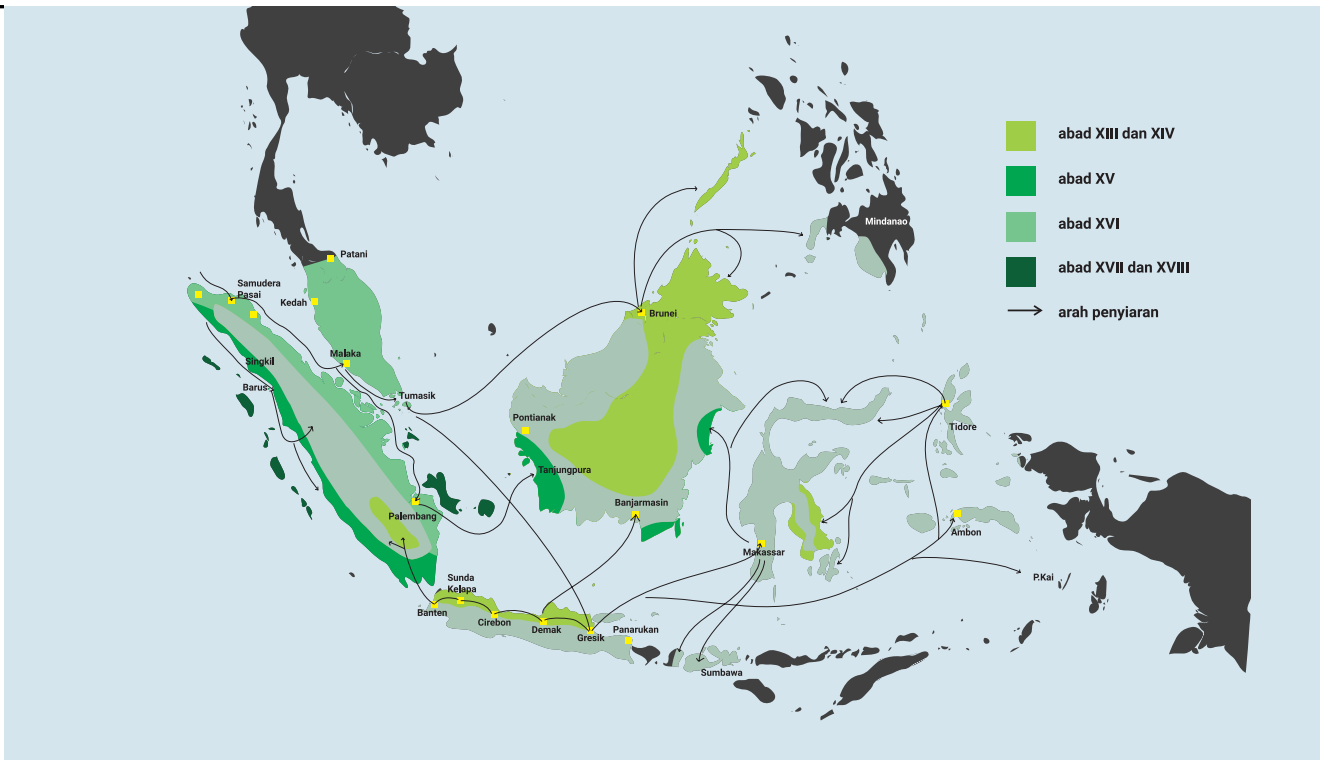 abad XIII dan XIV
abad XV
abad XVI
abad XVII dan XVIII
arah penyiaran
Mindanao
Patani
Samudera
Pasai
Kedah
Brunei
Malaka
Singkil
Barus
Tumasik
Pontianak
Tidore
Tanjungpura
Banjarmasin
Palembang
Ambon
Makassar
P.Kai
Sunda
Kelapa
Banten
Cirebon
Demak
Gresik
Panarukan
Sumbawa